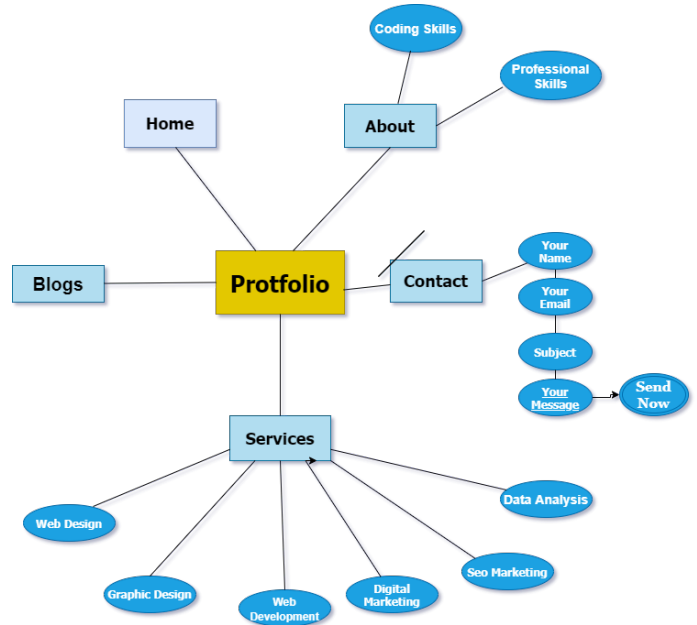 Coding Skills
Professional
Skills
Home
About
Your
Name
Blogs
Protfolio
Contact
Your
Email
Subject
Your
Message
Send
Now
Services
Web Design
Data Analysis
Graphic Design
Web
Development
Digital
Marketing
Seo Marketing